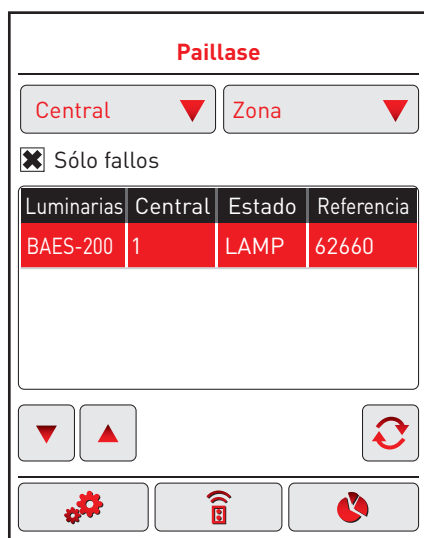 Paillase
Central Zona
Sólo fallos
Luminarias Central Estado Referencia
BAES-200 1 LAMP 62660